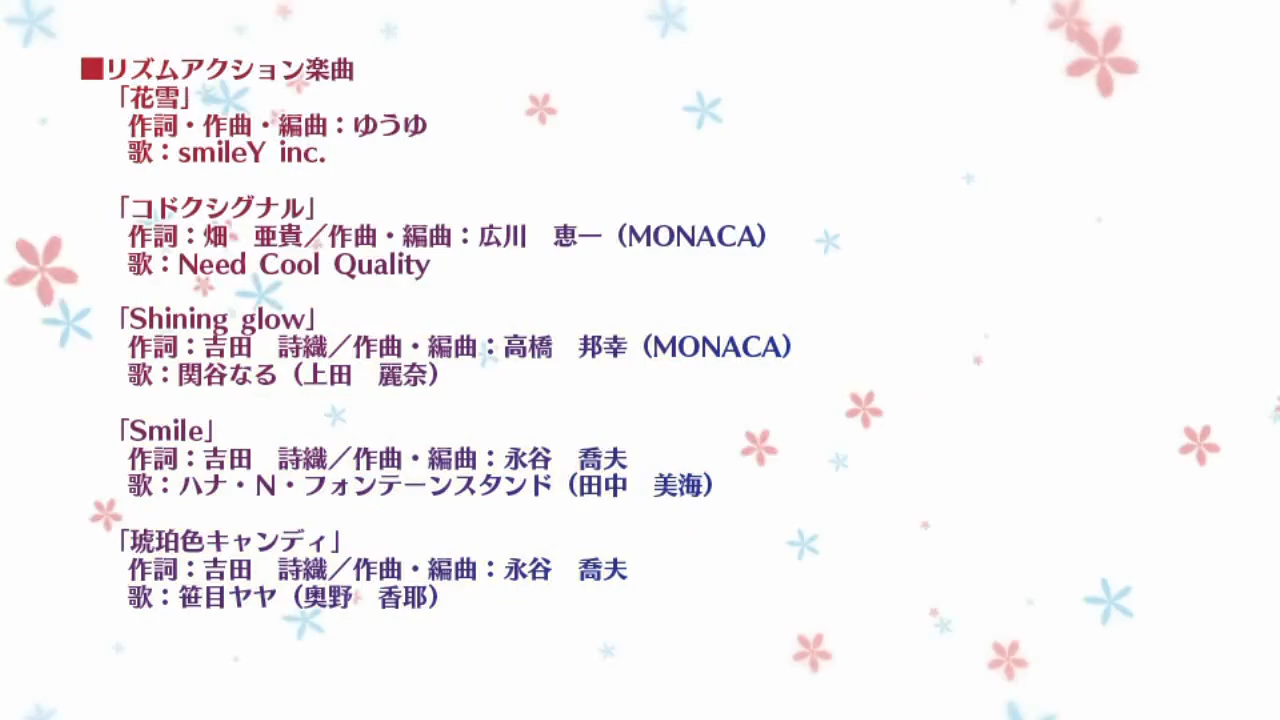 ■リズムアクション楽曲
「花雪」
作詞・作曲・編曲：ゆうゆ
歌：smileY inc.
「コドクシグナル」
作詞：畑　亜貴／作曲・編曲：広川　恵一（MONACA）
歌：Need Cool Quality
「Shining glow」
作詞：吉田　詩織／作曲・編曲：高橋　邦幸（MONACA）
歌：関谷なる（上田　麗奈）
「Smile」
作詞：吉田　詩織／作曲・編曲：永谷　喬夫
歌：ハナ・N・フォンテーンスタンド（田中　美海）
「琥珀色キャンディ」
作詞：吉田　詩織／作曲・編曲：永谷　喬夫
歌：笹目ヤヤ（奥野　香耶）